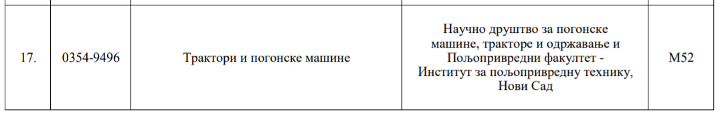 17. 0354-9496 Трактори и погонске машине Научно друштво за погонске
машине, тракторе и одржавање и
Пољопривредни факултет -
Институт за пољопривредну технику,
Нови Сад М52